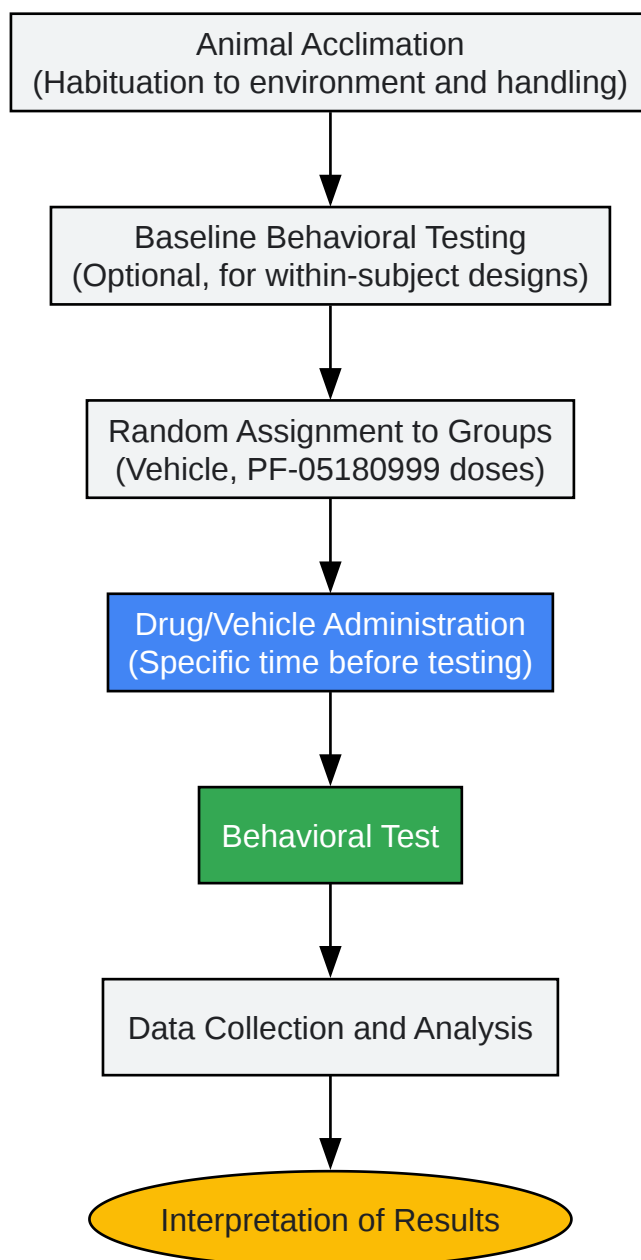 Animal Acclimation
(Habituation to environment and handling)
Baseline Behavioral Testing
(Optional, for within-subject designs)
Random Assignment to Groups
(Vehicle, PF-05180999 doses)
Drug/Vehicle Administration
(Specific time before testing)
Behavioral Test
Data Collection and Analysis
Interpretation of Results